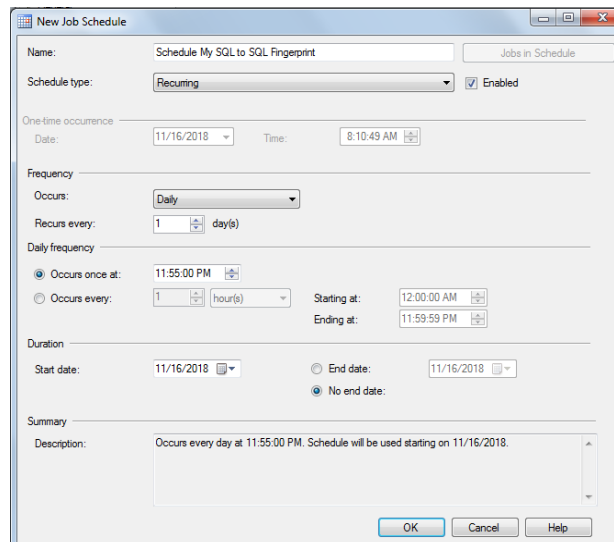 New Job Schedule
Name: Schedule My SQL to SQL Fingerprint Jobs in Schedule
Schedule type: Recurring Enabled
One-time occurrence
Date: 11/16/2018 Time: 8:10:49 AM
Frequency
Occurs: Daily
Recurs every: 1 day(s)
Daily frequency
Occurs once at: 11:55:00 PM
Occurs every: 1 hour(s) Starting at: 12:00:00 AM
Ending at: 11:59:59 PM
Duration
Start date: 11/16/2018 End date: 11/16/2018
No end date:
Summary
Description: Occurs every day at 11:55:00 PM. Schedule will be used starting on 11/16/2018.
OK Cancel Help